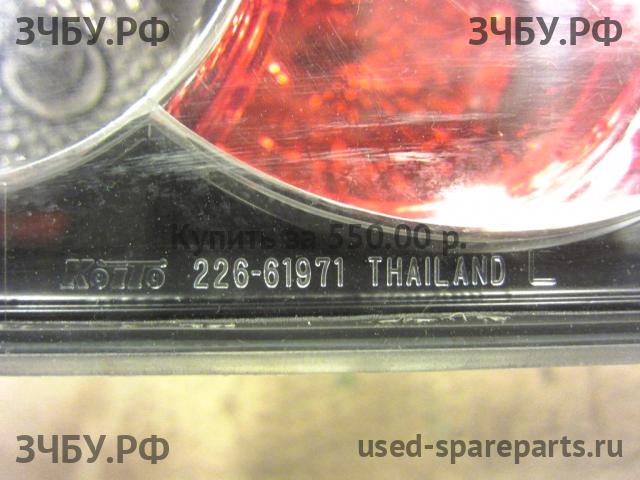 ЗЧБУ.РФ ЗЧБУ.РФ
Купить за 550.00 р.
KOITO 226-61971 THAILAND L
ЗЧБУ.РФ used-spareparts.ru